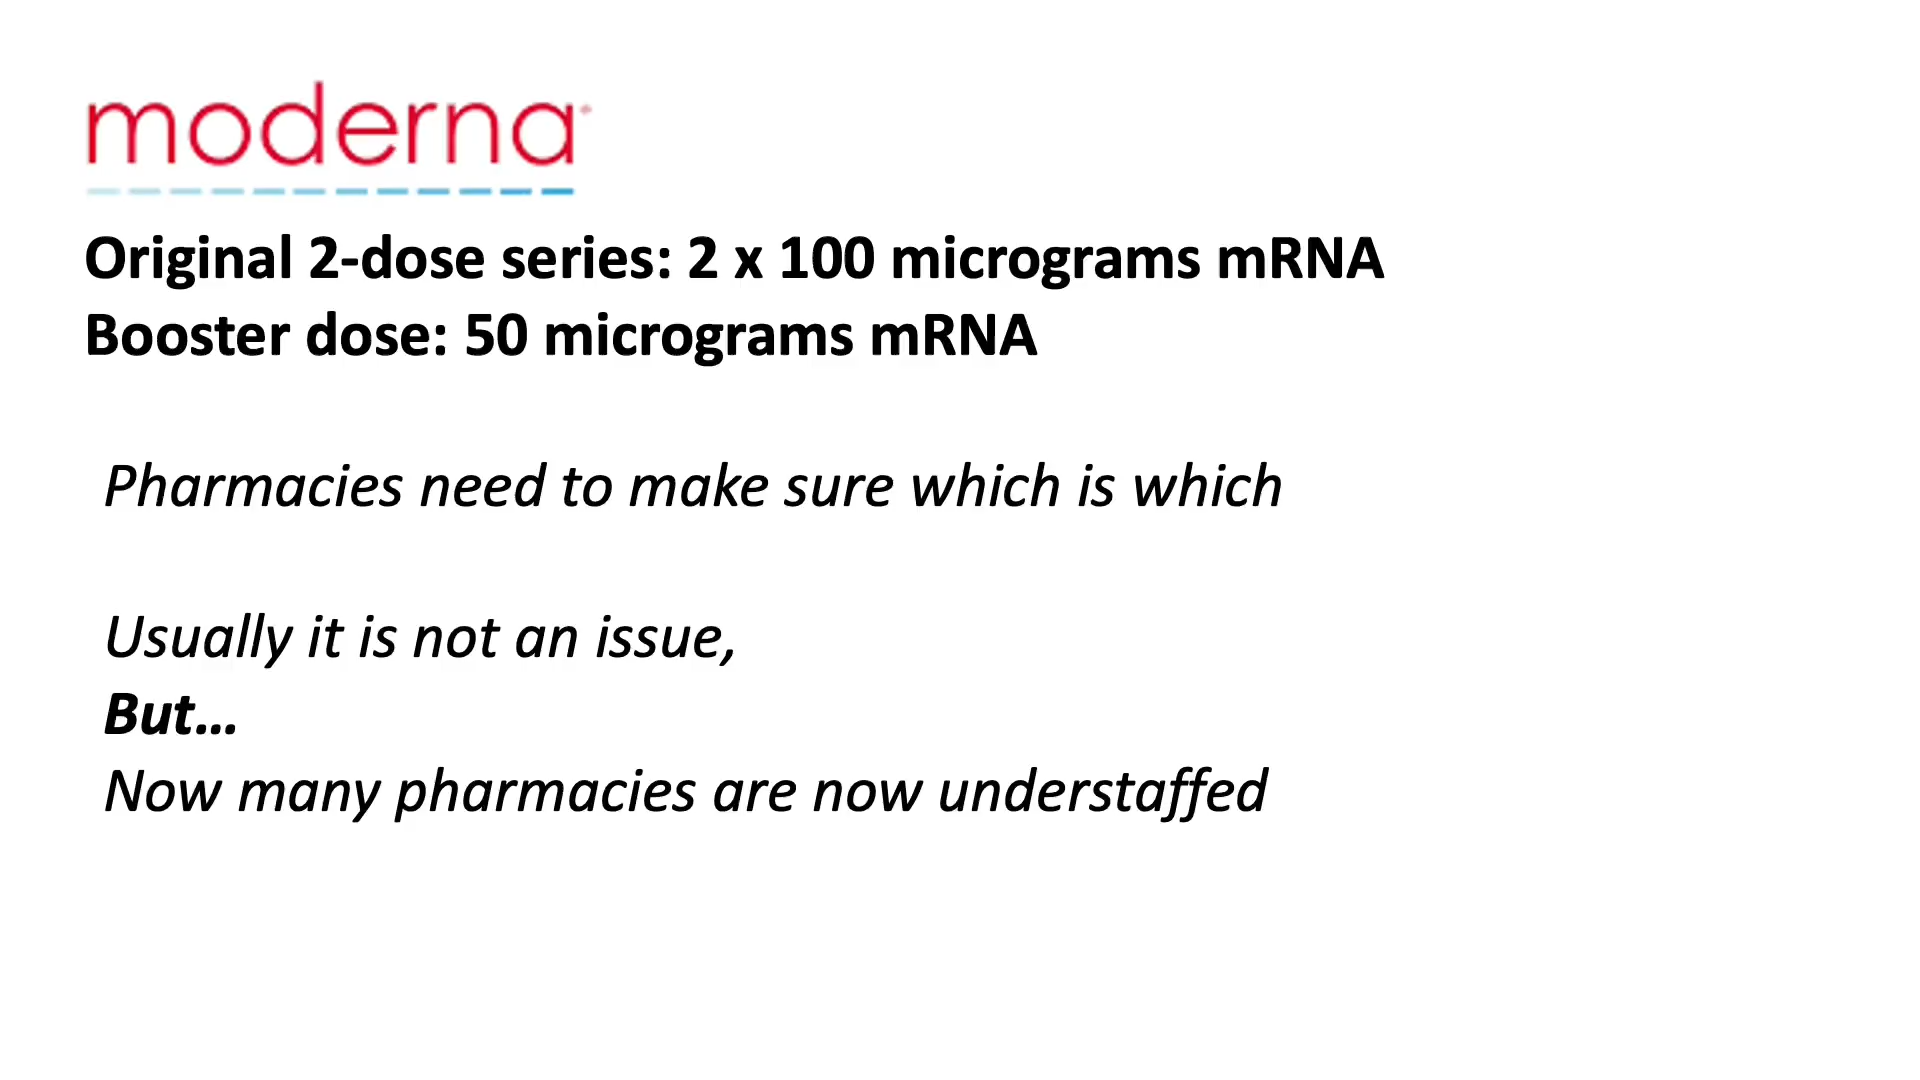 moderna
Original 2-dose series: 2 x 100 micrograms mRNA
Booster dose: 50 micrograms mRNA
Pharmacies need to make sure which is which
Usually it is not an issue,
But...
Now many pharmacies are now understaffed